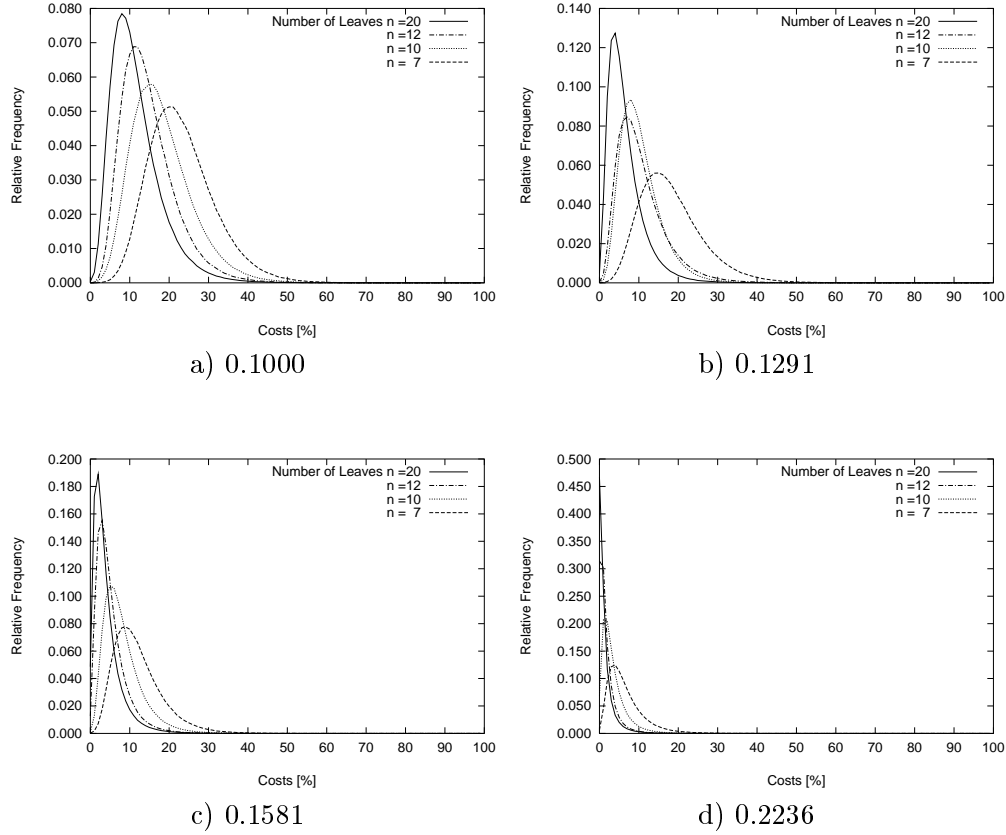 Number of Leaves n =20
n =12
n =10
n = 7
Relative Frequency
0.080
0.070
0.060
0.050
0.040
0.030
0.020
0.010
0.000
0 10 20 30 40 50 60 70 80 90 100
Costs [%]
a) 0.1000
Number of Leaves n =20
n =12
n =10
n = 7
Relative Frequency
0.140
0.120
0.100
0.080
0.060
0.040
0.020
0.000
0 10 20 30 40 50 60 70 80 90 100
Costs [%]
b) 0.1291
Number of Leaves n =20
n =12
n =10
n = 7
Relative Frequency
0.200
0.180
0.160
0.140
0.120
0.100
0.080
0.060
0.040
0.020
0.000
0 10 20 30 40 50 60 70 80 90 100
Costs [%]
c) 0.1581
Number of Leaves n =20
n =12
n =10
n = 7
Relative Frequency
0.500
0.450
0.400
0.350
0.300
0.250
0.200
0.150
0.100
0.050
0.000
0 10 20 30 40 50 60 70 80 90 100
Costs [%]
d) 0.2236